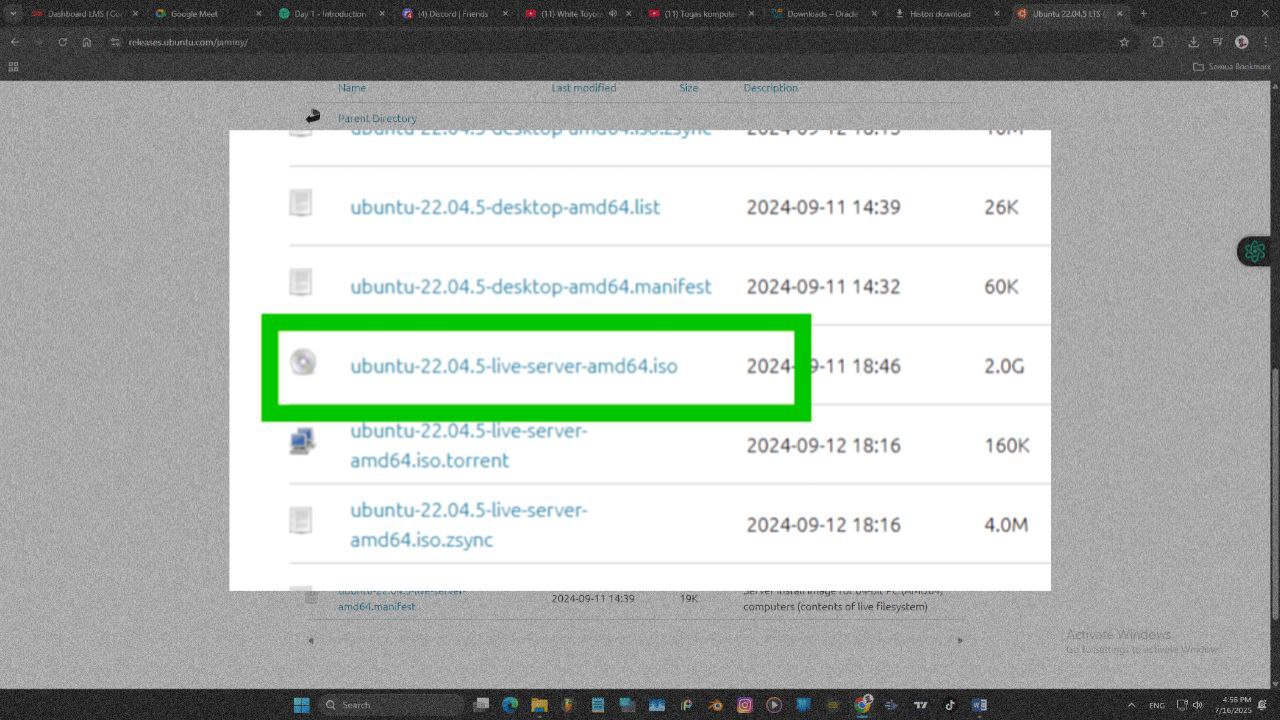 Dashboard LMS | Co
Google Meet
Day 1 - Introduction
(4) Discord | Friends
(11) White Toyo
(11) Tugas kompute
Downloads – Oracle
Histori download
Ubuntu 22.04.5 LTS (
releases.ubuntu.com/jammy/
Semua Bookmark
Name Last modified Size Description
Parent Directory
ubuntu-22.04.5-desktop-amd64.iso.zsync 2024-09-11 18:15 10M
ubuntu-22.04.5-desktop-amd64.list 2024-09-11 14:39 26K
ubuntu-22.04.5-desktop-amd64.manifest 2024-09-11 14:32 60K
ubuntu-22.04.5-live-server-amd64.iso 2024-09-11 18:46 2.0G
ubuntu-22.04.5-live-server- 2024-09-12 18:16 160K
amd64.iso.torrent
ubuntu-22.04.5-live-server- 2024-09-12 18:16 4.0M
amd64.iso.zsync
ubuntu-22.04.5-live-server- 2024-09-11 14:39 19K Server install image for 64-bit PC (AMD64)
amd64.manifest computers (contents of live filesystem)
Activate Windows
Go to Settings to activate Windows.
Search
ENG
4:56 PM
7/16/2025